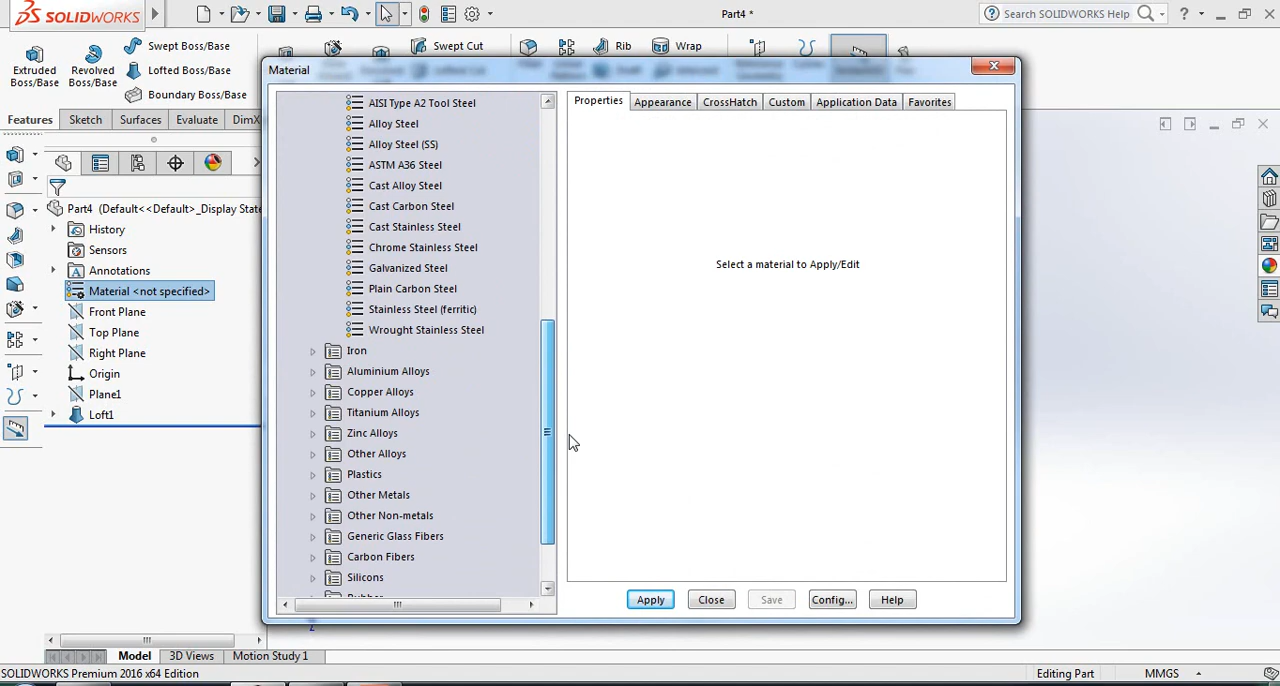 SOLIDWORKS
Part4 *
Search SOLIDWORKS Help
Extruded Boss/Base
Revolved Boss/Base
Swept Boss/Base
Lofted Boss/Base
Boundary Boss/Base
Swept Cut
Rib
Wrap
Features
Sketch
Surfaces
Evaluate
DimX
Part4 (Default<<Default>_Display State
History
Sensors
Annotations
Material <not specified>
Front Plane
Top Plane
Right Plane
Origin
Plane1
Loft1
Material
AISI Type A2 Tool Steel
Alloy Steel
Alloy Steel (SS)
ASTM A36 Steel
Cast Alloy Steel
Cast Carbon Steel
Cast Stainless Steel
Chrome Stainless Steel
Galvanized Steel
Plain Carbon Steel
Stainless Steel (ferritic)
Wrought Stainless Steel
Iron
Aluminium Alloys
Copper Alloys
Titanium Alloys
Zinc Alloys
Other Alloys
Plastics
Other Metals
Other Non-metals
Generic Glass Fibers
Carbon Fibers
Silicons
Properties
Appearance
CrossHatch
Custom
Application Data
Favorites
Select a material to Apply/Edit
Apply
Close
Save
Config...
Help
Model
3D Views
Motion Study 1
SOLIDWORKS Premium 2016 x64 Edition
Editing Part
MMGS